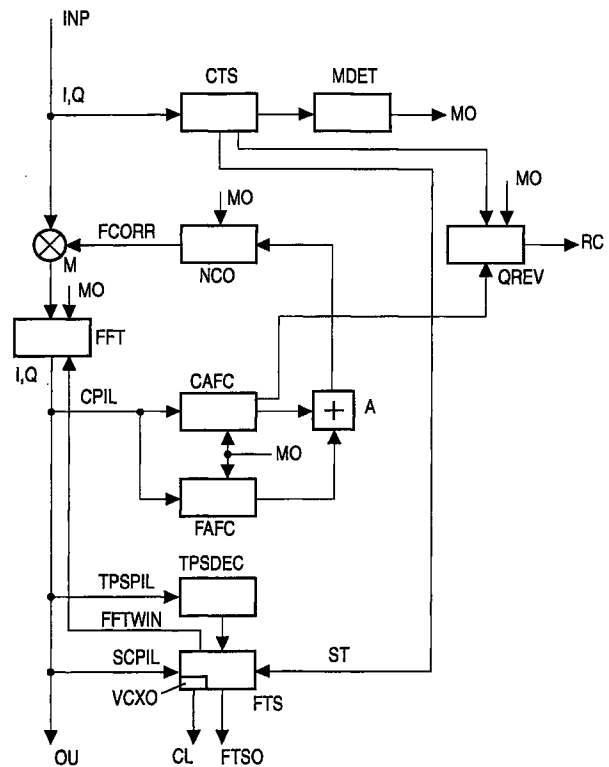 INP
CTS
MDET
I,Q
MO
MO
MO
FCORR
RC
M
NCO
QREV
MO
FFT
I,Q
CAFC
CPIL
+
A
MO
FAFC
TPSDEC
TPSPIL
FFTWIN
ST
SCPIL
VCXO
FTS
OU
CL
FTSO